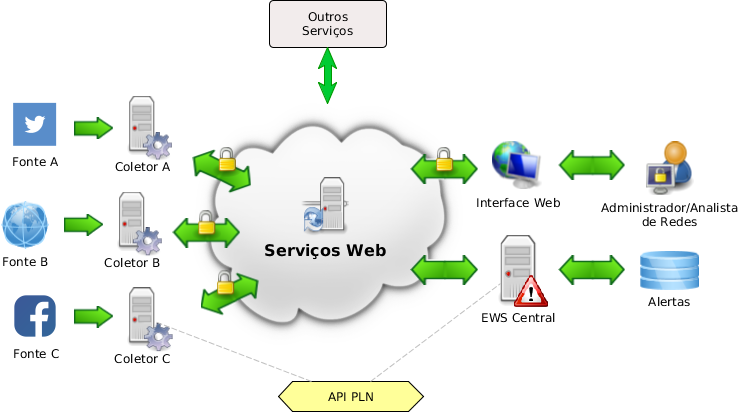 Outros
Serviços
Fonte A
Coletor A
Interface Web
Administrador/Analista
de Redes
Serviços Web
Fonte B
Coletor B
Fonte C
Coletor C
EWS Central
Alertas
API PLN